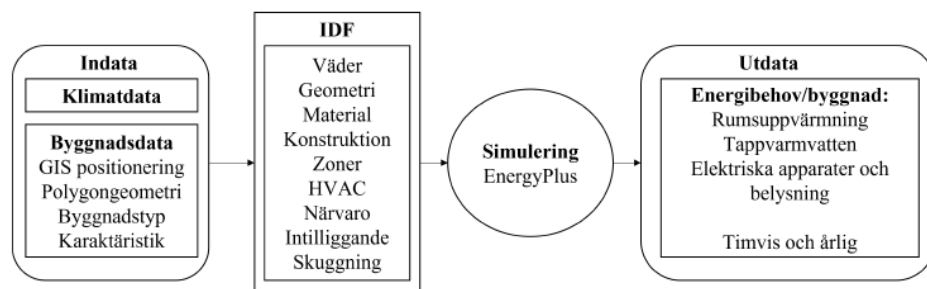 Indata
Klimatdata
Byggnadsdata
GIS positionering
Polygongeometri
Byggnadstyp
Karaktäristik
IDF
Väder
Geometri
Material
Konstruktion
Zoner
HVAC
Närvaro
Intilliggande
Skuggning
Simulering
EnergyPlus
Utdata
Energibehov/byggnad:
Rumsuppvärmning
Tappvarmvatten
Elektriska apparater och
belysning
Timvis och årlig